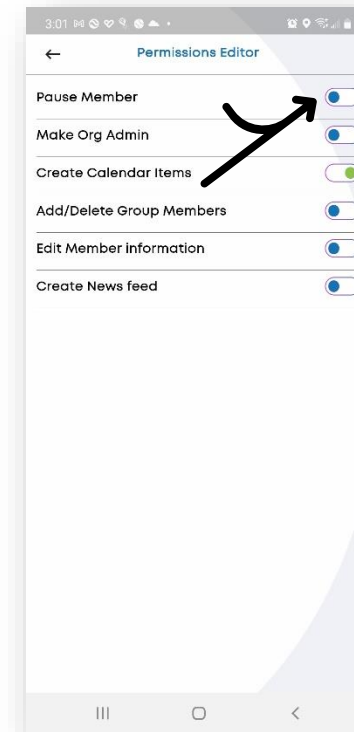 3:01
Permissions Editor
Pause Member
Make Org Admin
Create Calendar Items
Add/Delete Group Members
Edit Member information
Create News feed